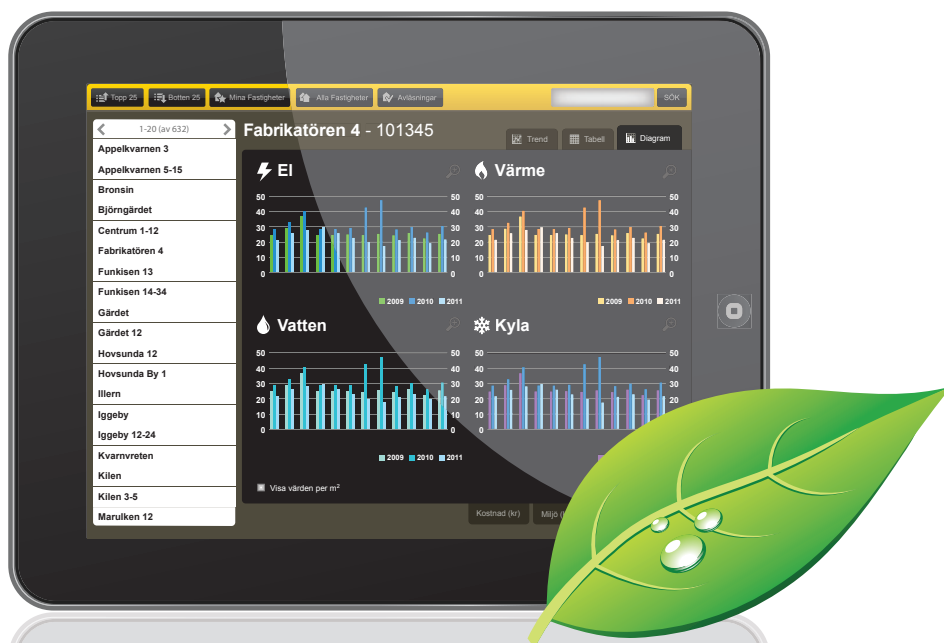 Topp 25 Botten 25 Mina Fastigheter Alla Fastigheter Avläsningar SÖK
1-20 (av 632)
Appelkvarnen 3
Appelkvarnen 5-15
Bronsin
Björngärdet
Centrum 1-12
Fabrikatören 4
Funkisen 13
Funkisen 14-34
Gärdet
Gärdet 12
Hovsunda 12
Hovsunda By 1
Illern
Iggeby
Iggeby 12-24
Kvarnvreten
Kilen
Kilen 3-5
Marulken 12
Fabrikatören 4 - 101345
Trend Tabell Diagram
El
50 50
40 40
30 30
20 20
10 10
0 0
2009 2010 2011
Värme
50 50
40 40
30 30
20 20
10 10
0 0
2009 2010 2011
Vatten
50 50
40 40
30 30
20 20
10 10
0 0
2009 2010 2011
Kyla
50 50
40 40
30 30
20 20
10
0
Visa värden per m²
Kostnad (kr) Miljö